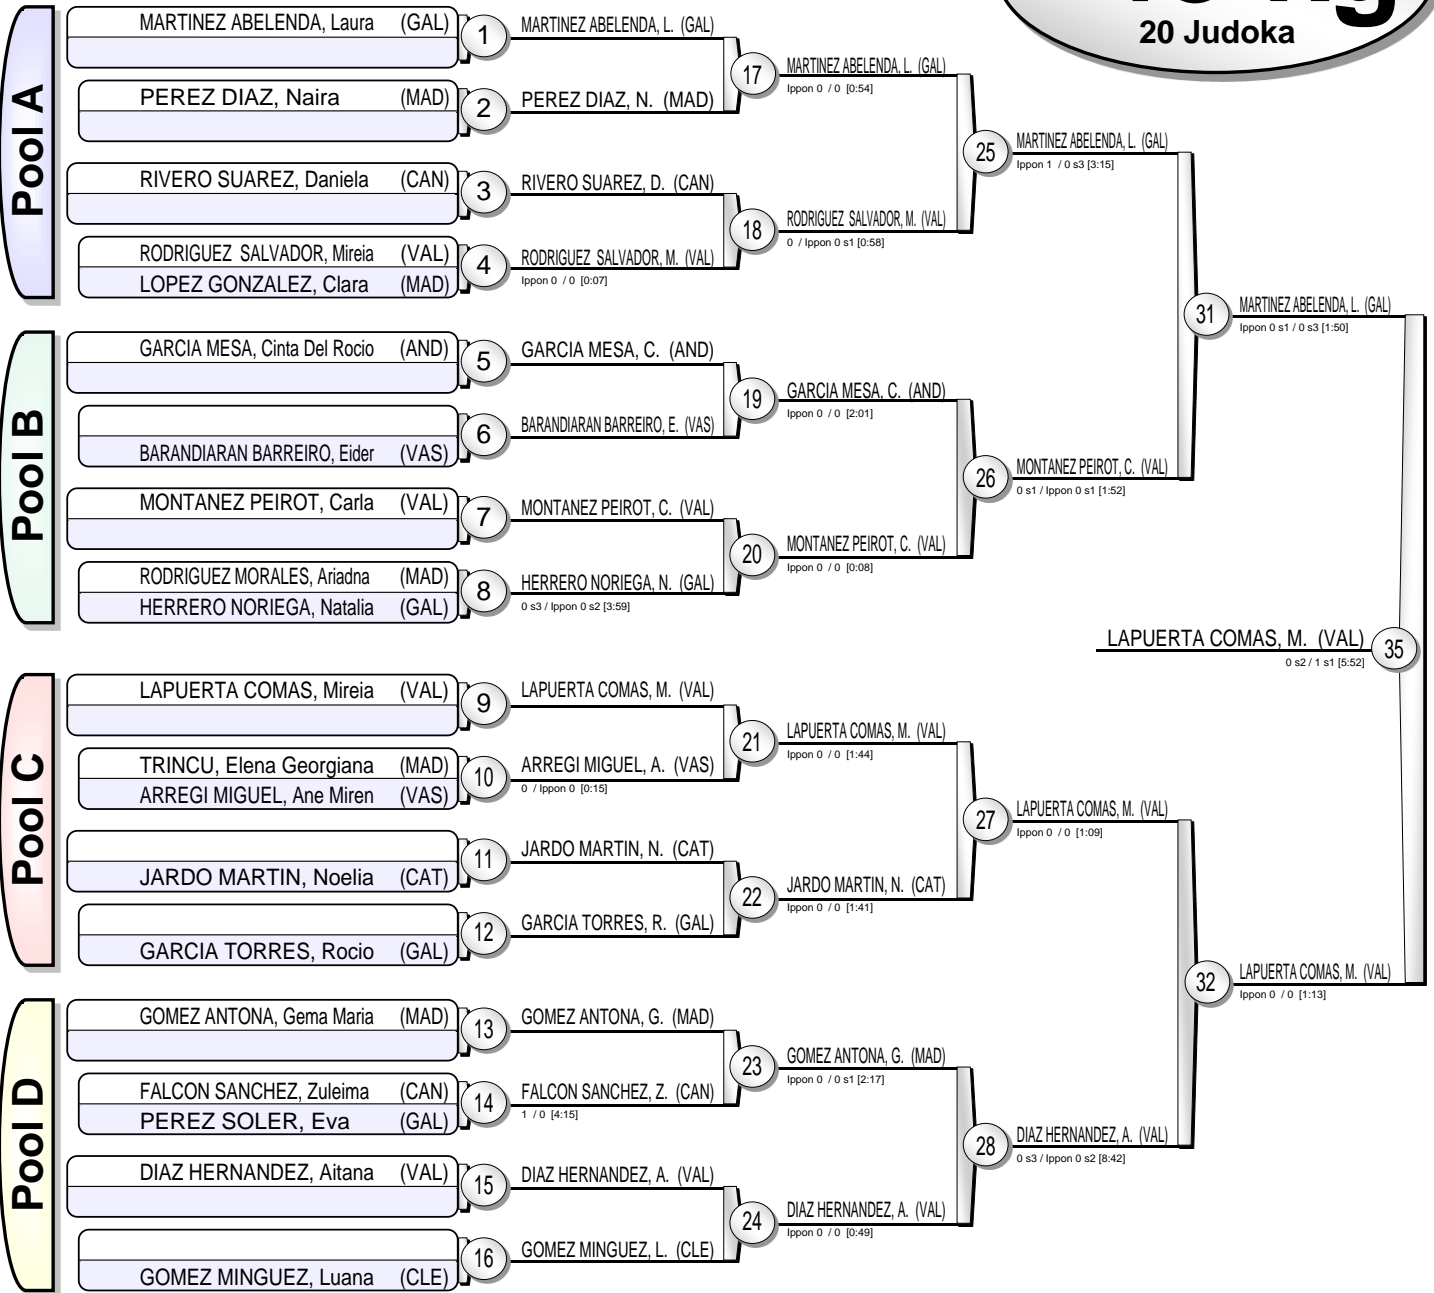 20 Judoka
Pool A
MARTINEZ ABELENDA, Laura (GAL)
1
MARTINEZ ABELENDA, L. (GAL)
PEREZ DIAZ, Naira (MAD)
2
PEREZ DIAZ, N. (MAD)
17
MARTINEZ ABELENDA, L. (GAL)
Ippon 0 / 0 [0:54]
RIVERO SUAREZ, Daniela (CAN)
3
RIVERO SUAREZ, D. (CAN)
RODRIGUEZ SALVADOR, Mireia (VAL)
LOPEZ GONZALEZ, Clara (MAD)
4
RODRIGUEZ SALVADOR, M. (VAL)
Ippon 0 / 0 [0:07]
18
RODRIGUEZ SALVADOR, M. (VAL)
0 / Ippon 0 s1 [0:58]
25
MARTINEZ ABELENDA, L. (GAL)
Ippon 1 / 0 s3 [3:15]
Pool B
GARCIA MESA, Cinta Del Rocio (AND)
5
GARCIA MESA, C. (AND)
BARANDIARAN BARREIRO, Eider (VAS)
6
BARANDIARAN BARREIRO, E. (VAS)
19
GARCIA MESA, C. (AND)
Ippon 0 / 0 [2:01]
MONTANEZ PEIROT, Carla (VAL)
7
MONTANEZ PEIROT, C. (VAL)
RODRIGUEZ MORALES, Ariadna (MAD)
HERRERO NORIEGA, Natalia (GAL)
8
HERRERO NORIEGA, N. (GAL)
0 s3 / Ippon 0 s2 [3:59]
20
MONTANEZ PEIROT, C. (VAL)
Ippon 0 / 0 [0:08]
26
MONTANEZ PEIROT, C. (VAL)
0 s1 / Ippon 0 s1 [1:52]
31
MARTINEZ ABELENDA, L. (GAL)
Ippon 0 s1 / 0 s3 [1:50]
LAPUERTA COMAS, M. (VAL)
0 s2 / 1 s1 [5:52]
35
Pool C
LAPUERTA COMAS, Mireia (VAL)
9
LAPUERTA COMAS, M. (VAL)
TRINCU, Elena Georgiana (MAD)
ARREGI MIGUEL, Ane Miren (VAS)
10
ARREGI MIGUEL, A. (VAS)
0 / Ippon 0 [0:15]
21
LAPUERTA COMAS, M. (VAL)
Ippon 0 / 0 [1:44]
JARDO MARTIN, Noelia (CAT)
11
JARDO MARTIN, N. (CAT)
GARCIA TORRES, Rocio (GAL)
12
GARCIA TORRES, R. (GAL)
22
JARDO MARTIN, N. (CAT)
Ippon 0 / 0 [1:41]
27
LAPUERTA COMAS, M. (VAL)
Ippon 0 / 0 [1:09]
Pool D
GOMEZ ANTONA, Gema Maria (MAD)
13
GOMEZ ANTONA, G. (MAD)
FALCON SANCHEZ, Zuleima (CAN)
PEREZ SOLER, Eva (GAL)
14
FALCON SANCHEZ, Z. (CAN)
1 / 0 [4:15]
23
GOMEZ ANTONA, G. (MAD)
Ippon 0 / 0 s1 [2:17]
DIAZ HERNANDEZ, Aitana (VAL)
15
DIAZ HERNANDEZ, A. (VAL)
GOMEZ MINGUEZ, Luana (CLE)
16
GOMEZ MINGUEZ, L. (CLE)
24
DIAZ HERNANDEZ, A. (VAL)
Ippon 0 / 0 [0:49]
28
DIAZ HERNANDEZ, A. (VAL)
0 s3 / Ippon 0 s2 [8:42]
32
LAPUERTA COMAS, M. (VAL)
Ippon 0 / 0 [1:13]